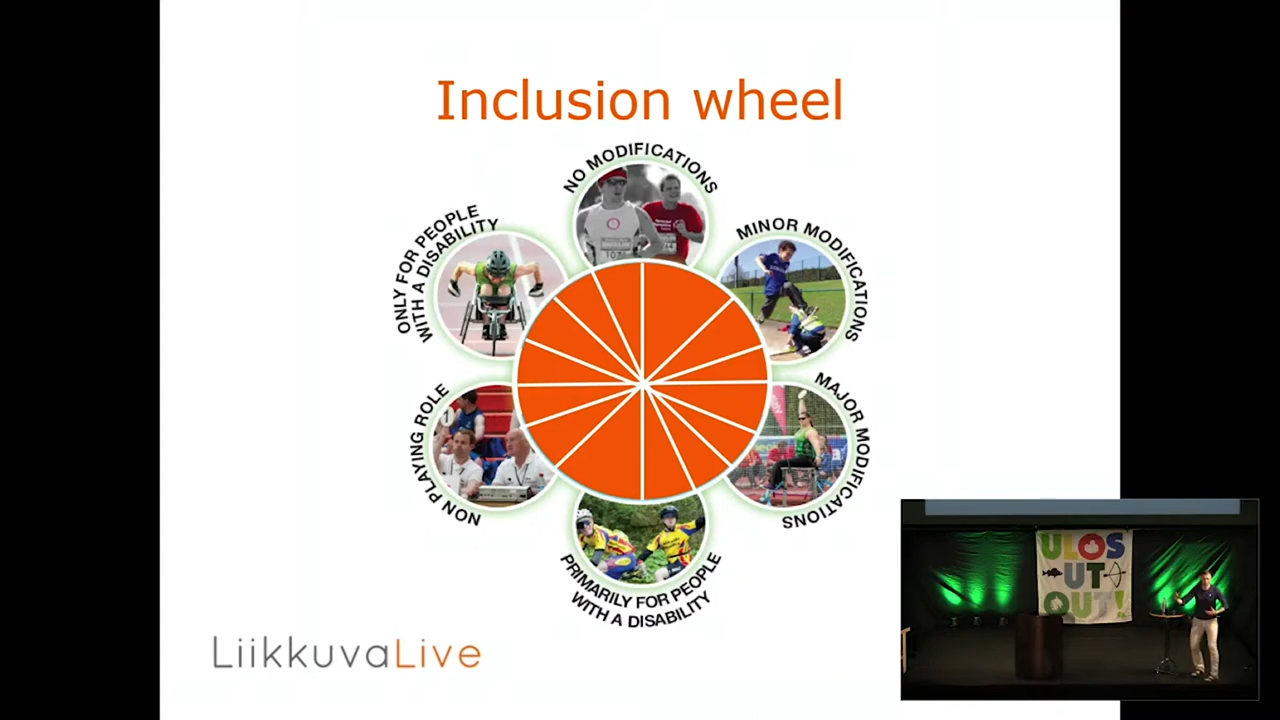 Inclusion wheel
NO MODIFICATIONS
MINOR MODIFICATIONS
MAJOR MODIFICATIONS
PRIMARILY FOR PEOPLE
WITH A DISABILITY
NON PLAYING ROLE
ONLY FOR PEOPLE
WITH A DISABILITY
1
LiikkuvaLive
ULOS
UT
OUT!